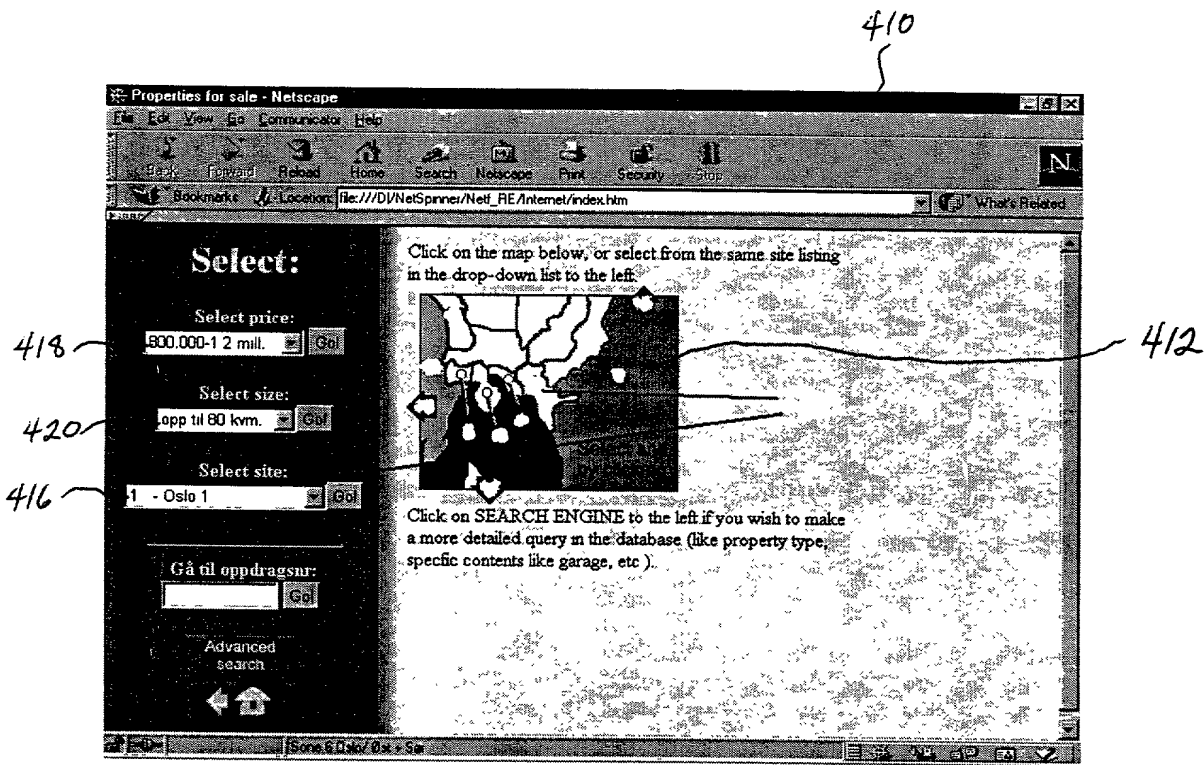 410
Properties for sale - Netscape
File Edit View Go Communicator Help
Back Forward Reload Home Search Netscape Print Security Stop
N
Bookmarks Location: file:///D|/NetSpinner/Netf_RE/Internet/index.htm What's Related
Select:
Click on the map below, or select from the same site listing
in the drop-down list to the left.
Select price:
418
.800.000-1 2 mill. Go!
412
Select size:
420
.opp til 80 kvm. Go!
Select site:
416
-1 - Oslo 1 Go!
Click on SEARCH ENGINE to the left if you wish to make
a more detailed query in the database (like property type,
specfic contents like garage, etc )..
Gå til oppdragsnr:
Go!
Advanced
search